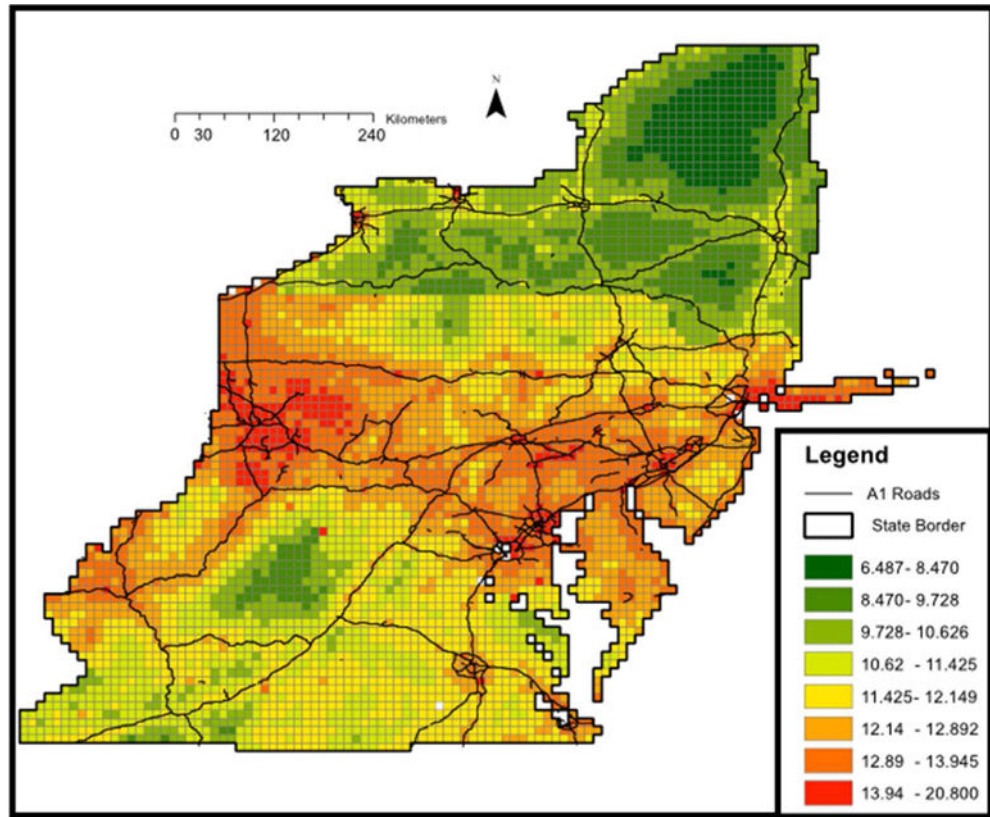 N
Kilometers
0 30 120 240
Legend
A1 Roads
State Border
6.487- 8.470
8.470- 9.728
9.728- 10.626
10.62 - 11.425
11.425- 12.149
12.14 - 12.892
12.89 - 13.945
13.94 - 20.800